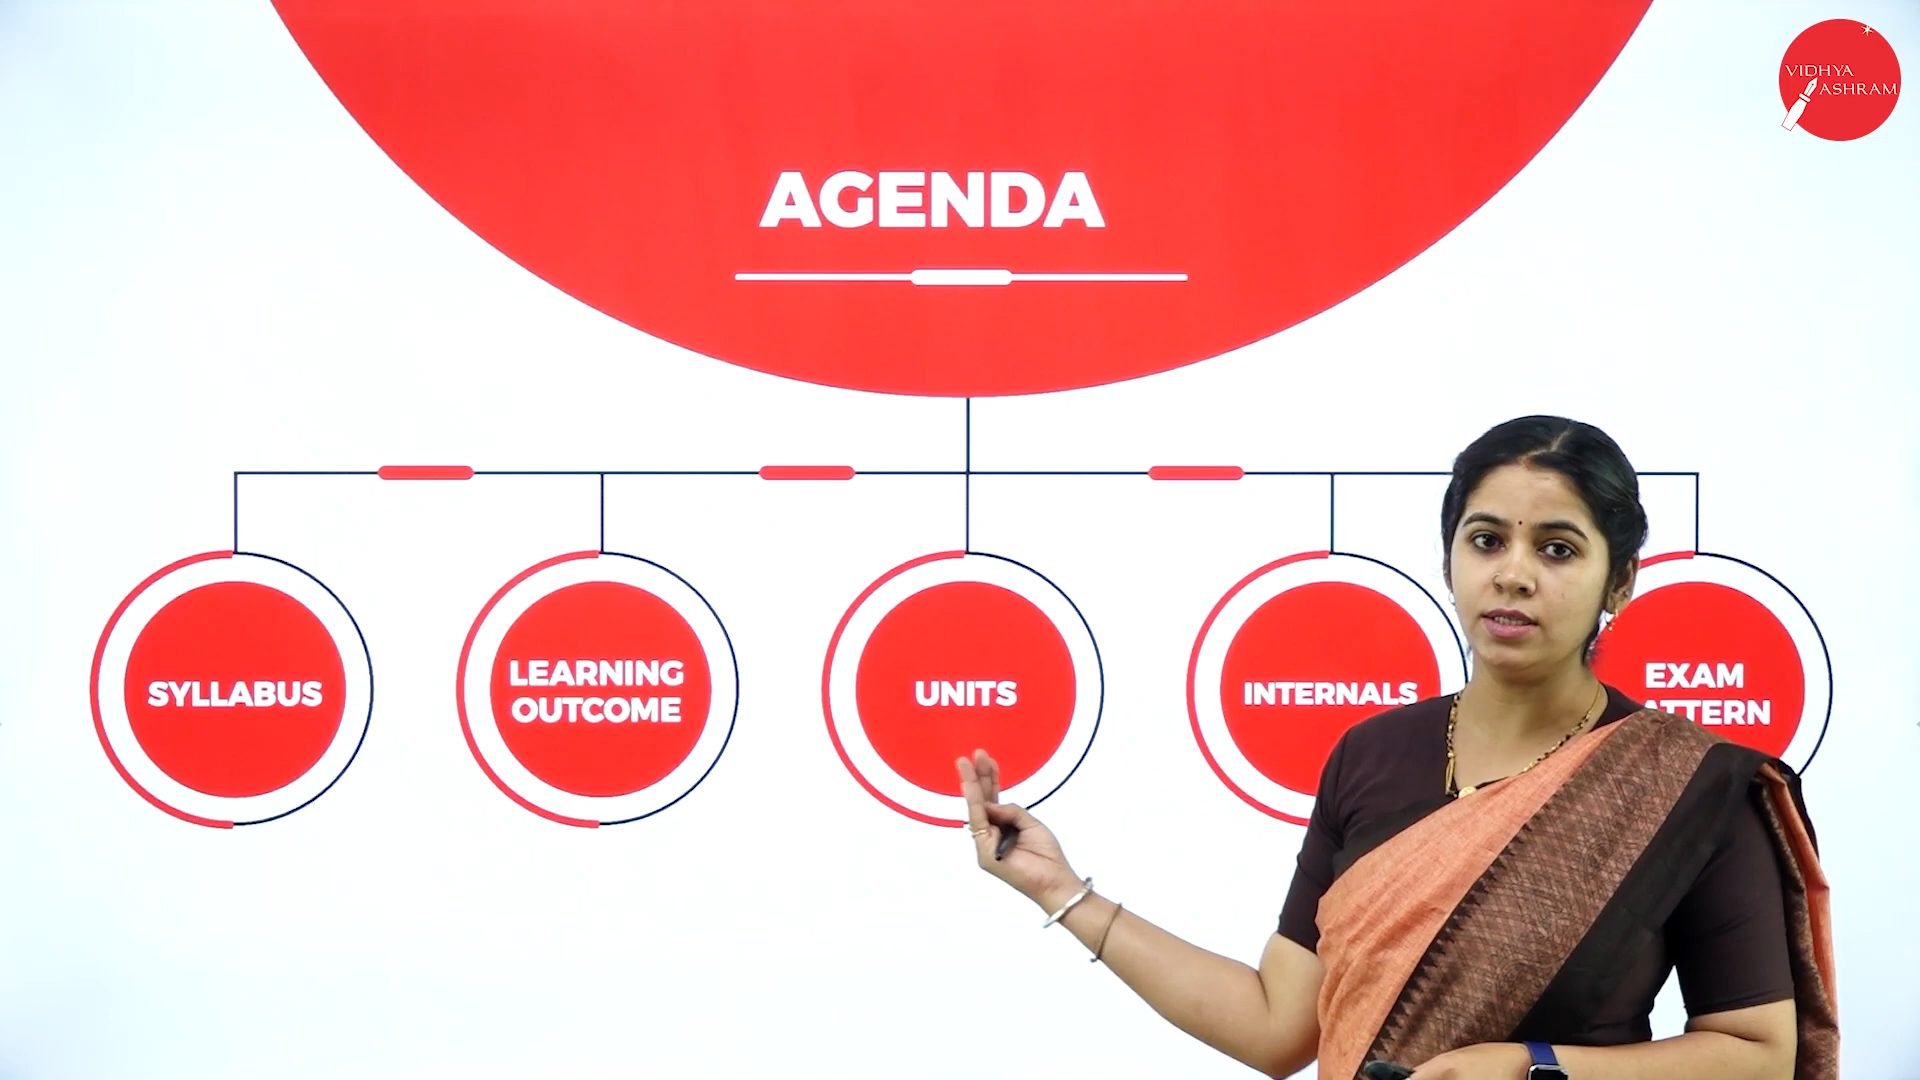 VIDHYA
ASHRAM
AGENDA
SYLLABUS
LEARNING
OUTCOME
UNITS
INTERNALS
EXAM